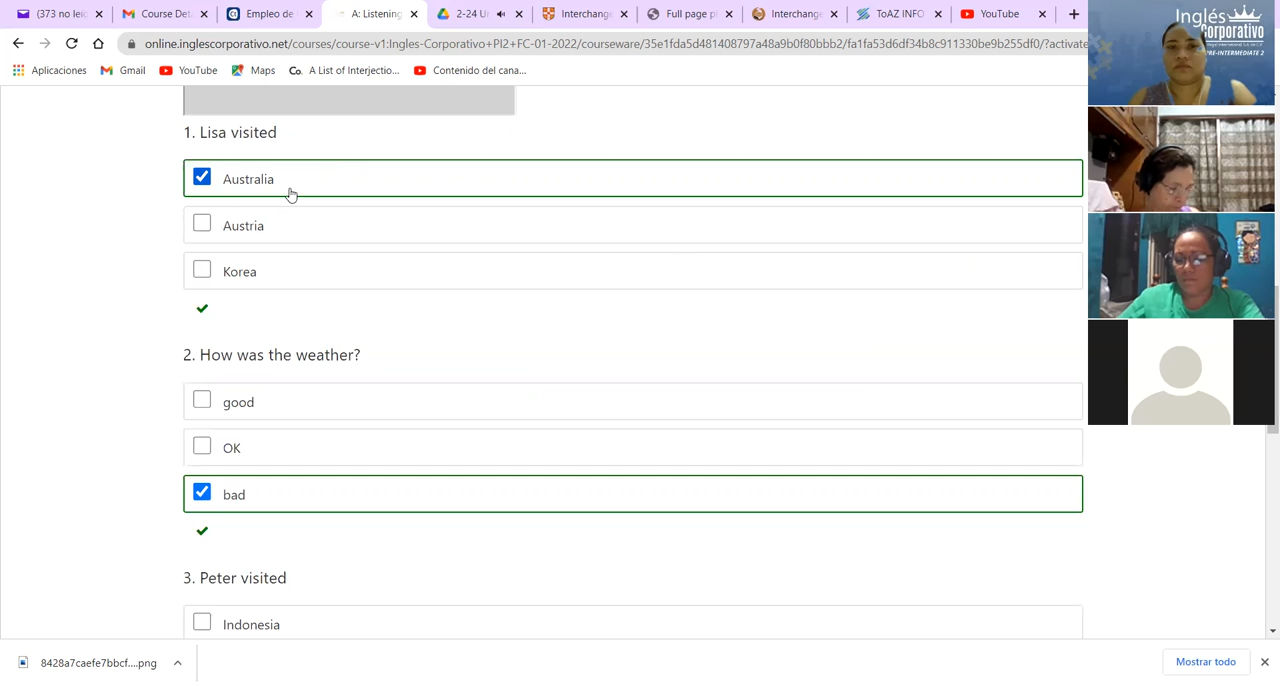 (373 no leíd
Course Deta
Empleo de
A: Listening
2-24 U
Interchange
Full page p
Interchange
ToAZ INFO
YouTube
online.inglescorporativo.net/courses/course-v1:Ingles-Corporativo+PI2+FC-01-2022/courseware/35e1fda5d481408797a48a9b0f80bbb2/fa1fa53d6df34b8c911330be9b255df0/?activate
Aplicaciones
Gmail
YouTube
Maps
Co. A List of Interjectio...
Contenido del cana...
Inglés
Corporativo
PRE-INTERMEDIATE 2
1. Lisa visited
Australia
Austria
Korea
2. How was the weather?
good
OK
bad
3. Peter visited
Indonesia
8428a7caefe7bbcf....png
Mostrar todo